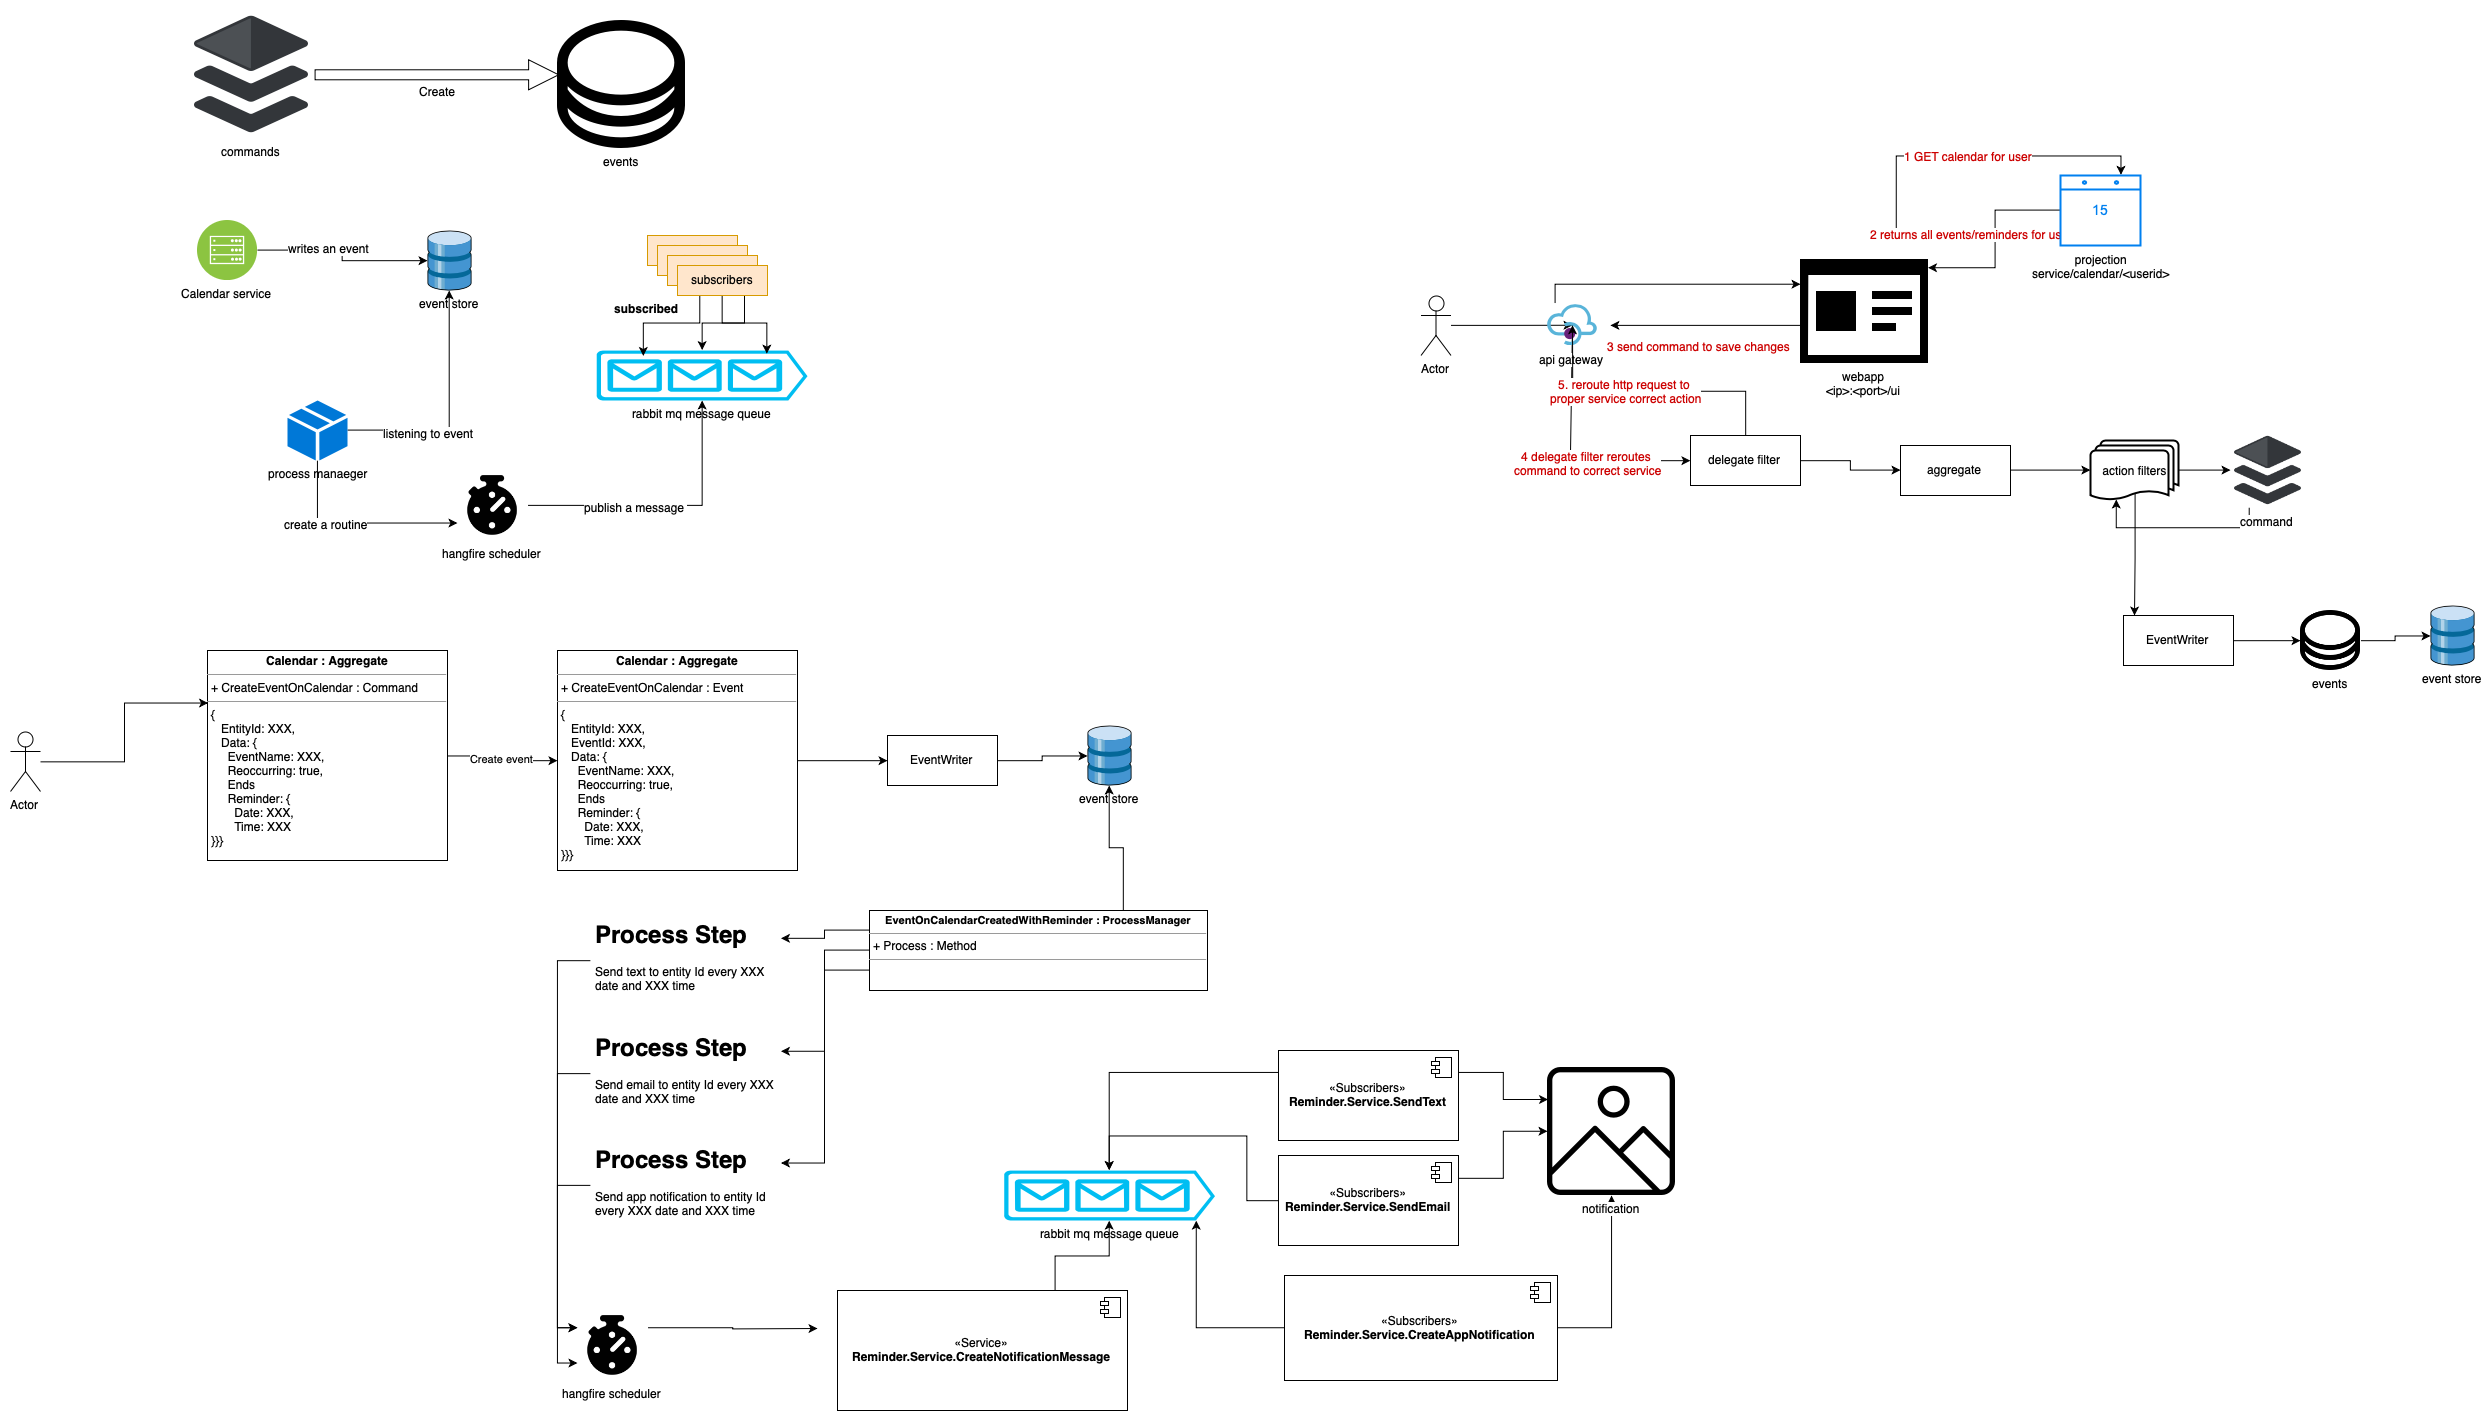 Create
commands
events
writes an event
Calendar service
event store
subscribers
subscribed
rabbit mq message queue
listening to event
process manaeger
create a routine
publish a message
hangfire scheduler
1 GET calendar for user
15
2 returns all events/reminders for us
projection
service/calendar/<userid>
Actor
api gateway
3 send command to save changes
webapp
<ip>:<port>/ui
5. reroute http request to
proper service correct action
4 delegate filter reroutes
command to correct service
delegate filter
aggregate
action filters
command
EventWriter
events
event store
Actor
Calendar : Aggregate
+ CreateEventOnCalendar : Command
{
EntityId: XXX,
Data: {
EventName: XXX,
Reoccurring: true,
Ends
Reminder: {
Date: XXX,
Time: XXX
}}}
Create event
Calendar : Aggregate
+ CreateEventOnCalendar : Event
{
EntityId: XXX,
EventId: XXX,
Data: {
EventName: XXX,
Reoccurring: true,
Ends
Reminder: {
Date: XXX,
Time: XXX
}}}
EventWriter
event store
EventOnCalendarCreatedWithReminder : ProcessManager
+ Process : Method
Process Step
Send text to entity Id every XXX
date and XXX time
Process Step
Send email to entity Id every XXX
date and XXX time
Process Step
Send app notification to entity Id
every XXX date and XXX time
hangfire scheduler
«Service»
Reminder.Service.CreateNotificationMessage
rabbit mq message queue
«Subscribers»
Reminder.Service.SendText
«Subscribers»
Reminder.Service.SendEmail
«Subscribers»
Reminder.Service.CreateAppNotification
notification